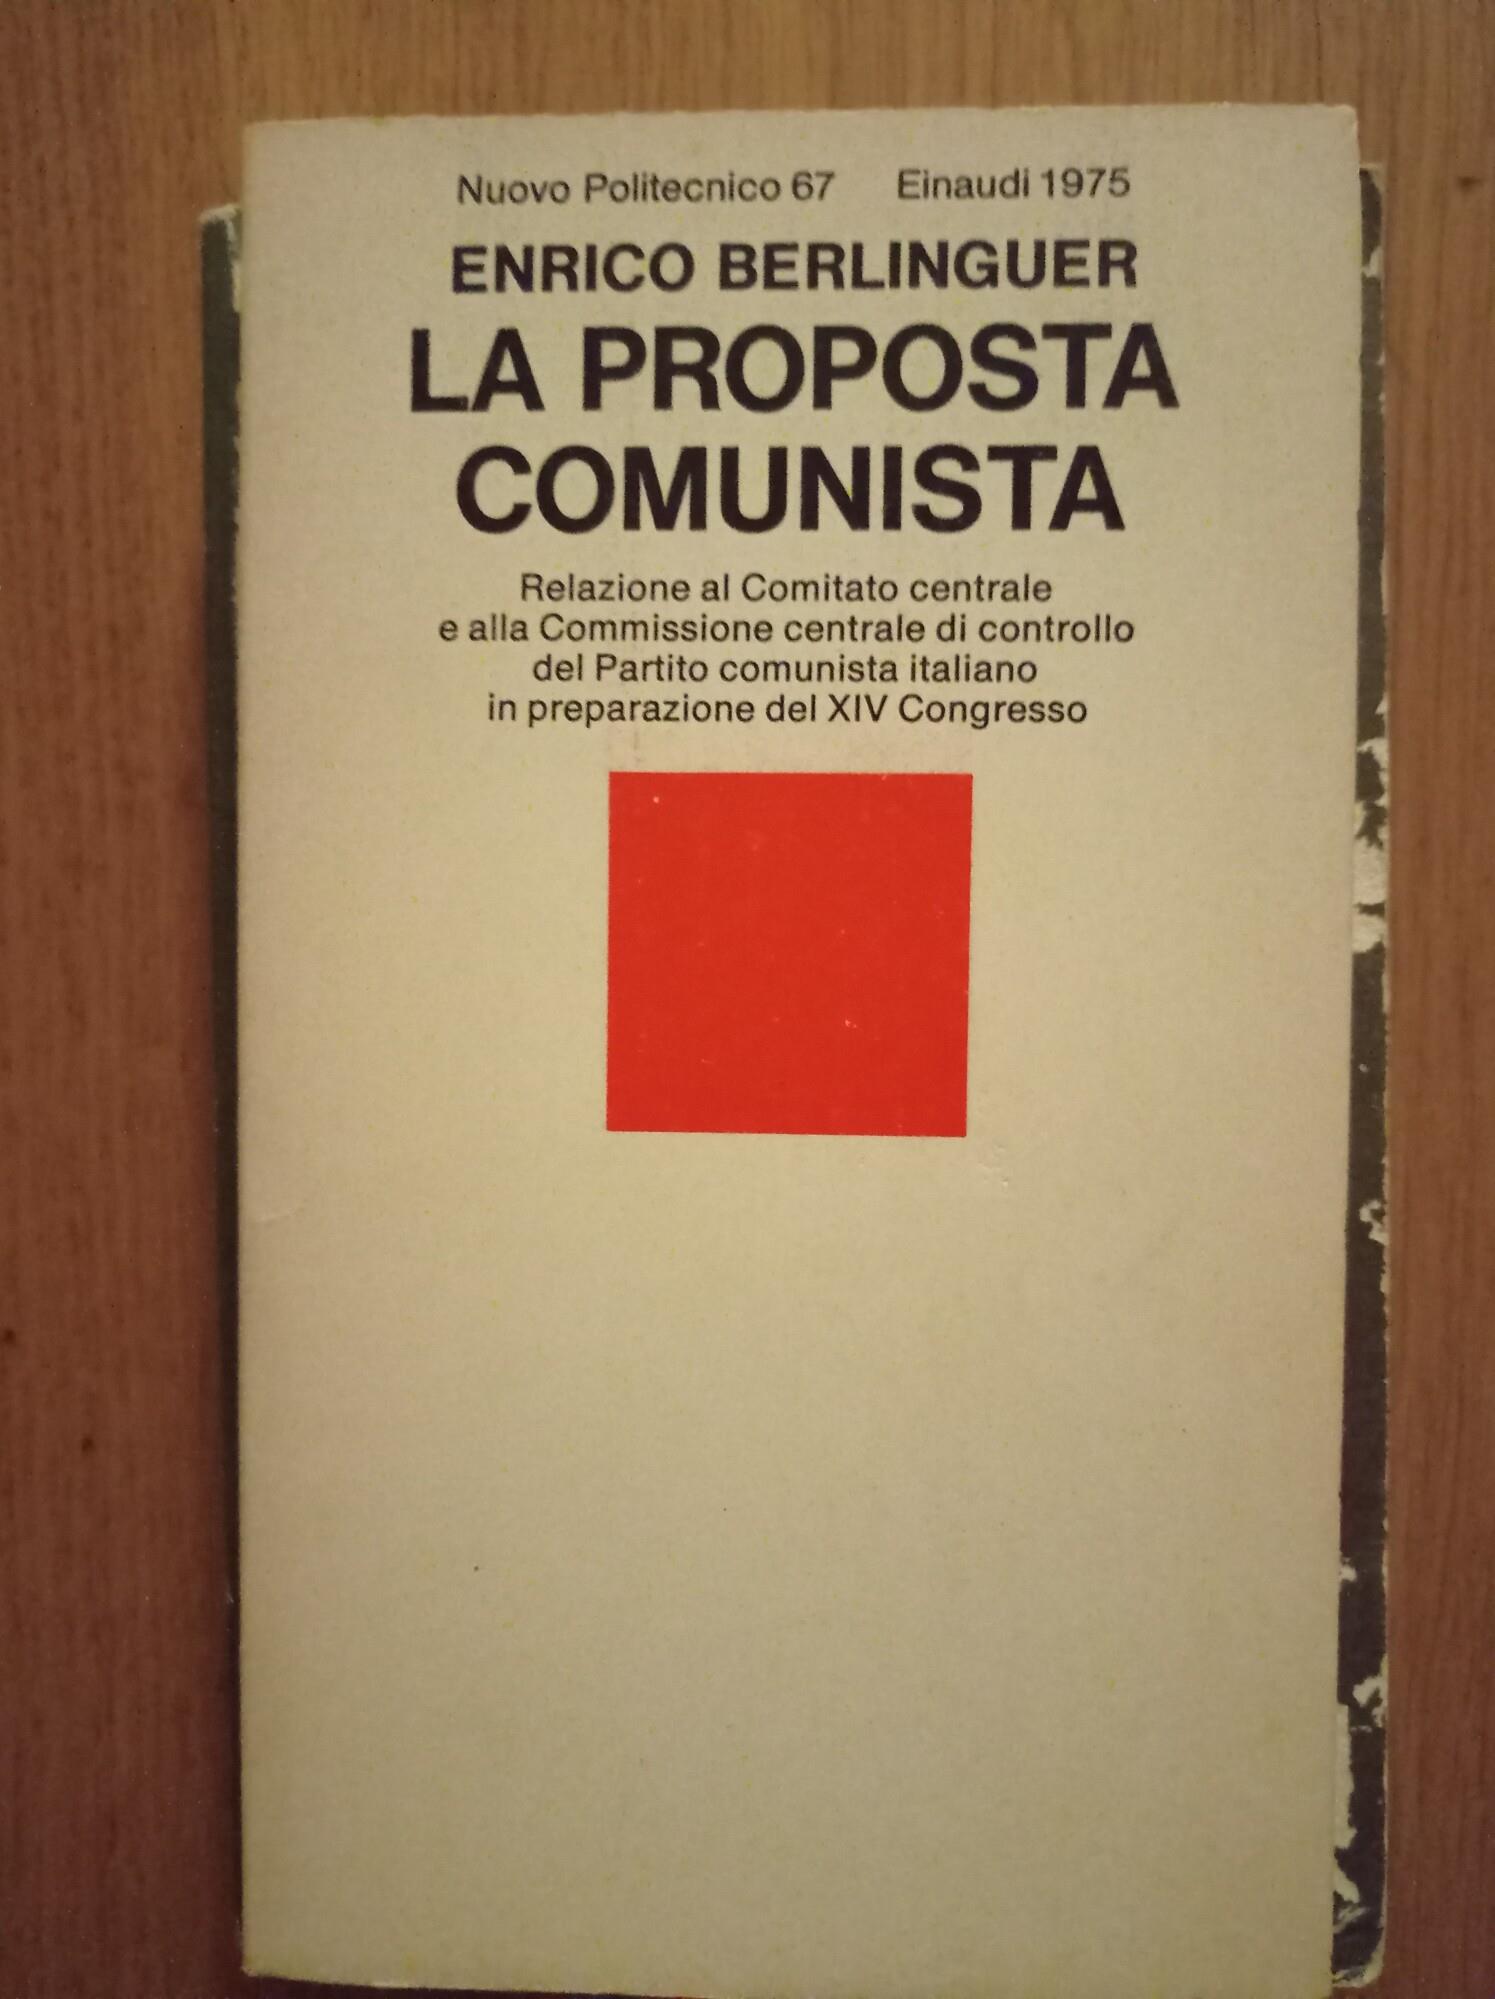 Nuovo Politecnico 67 Einaudi 1975
ENRICO BERLINGUER
LA PROPOSTA
COMUNISTA
Relazione al Comitato centrale
e alla Commissione centrale di controllo
del Partito comunista italiano
in preparazione del XIV Congresso